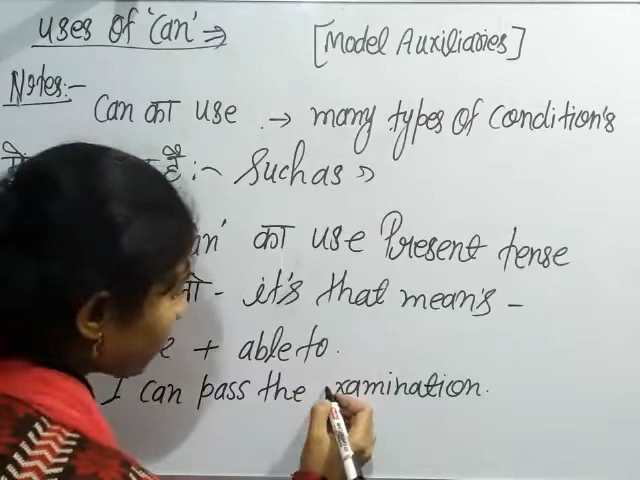 Uses of 'Can' ⇒ [Model Auxiliaries]
Notes:-
Can का use → many types of Condition's
है :- Such as
का use Present tense
- it's that mean's -
+ able to.
I can pass the examination.